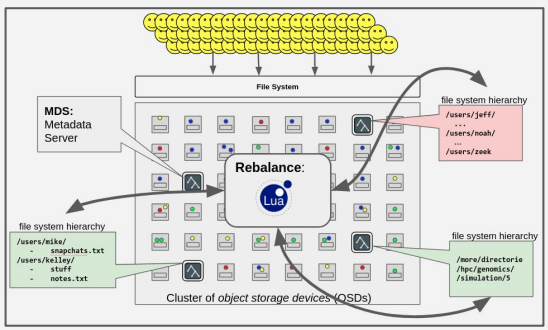 File System
MDS:
Metadata
Server
file system hierarchy
/users/jeff/
...
/users/noah/
...
/users/zeek
Rebalance:
Lua
file system hierarchy
/users/mike/
- snapchats.txt
/users/kelley/
- stuff
- notes.txt
file system hierarchy
/more/directorie
/hpc/genomics/
/simulation/5
Cluster of object storage devices (OSDs)